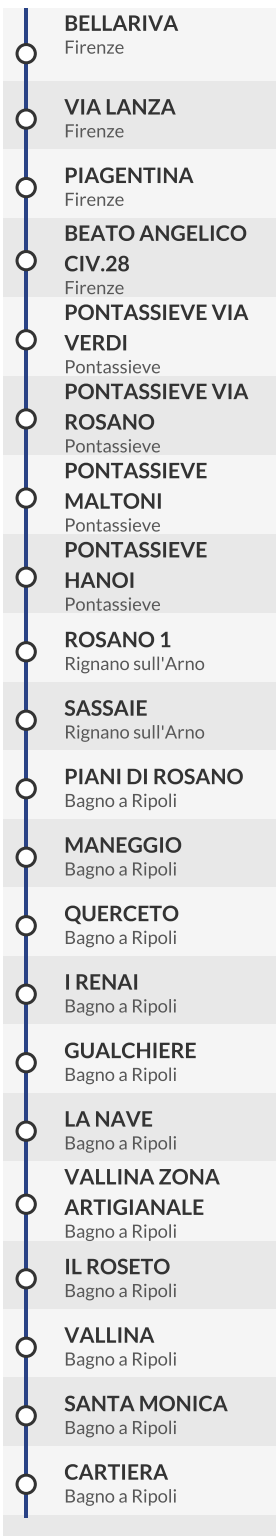 BELLARIVA
Firenze
VIA LANZA
Firenze
PIAGENTINA
Firenze
BEATO ANGELICO
CIV.28
Firenze
PONTASSIEVE VIA
VERDI
Pontassieve
PONTASSIEVE VIA
ROSANO
Pontassieve
PONTASSIEVE
MALTONI
Pontassieve
PONTASSIEVE
HANOI
Pontassieve
ROSANO 1
Rignano sull'Arno
SASSAIE
Rignano sull'Arno
PIANI DI ROSANO
Bagno a Ripoli
MANEGGIO
Bagno a Ripoli
QUERCETO
Bagno a Ripoli
I RENAI
Bagno a Ripoli
GUALCHIERE
Bagno a Ripoli
LA NAVE
Bagno a Ripoli
VALLINA ZONA
ARTIGIANALE
Bagno a Ripoli
IL ROSETO
Bagno a Ripoli
VALLINA
Bagno a Ripoli
SANTA MONICA
Bagno a Ripoli
CARTIERA
Bagno a Ripoli